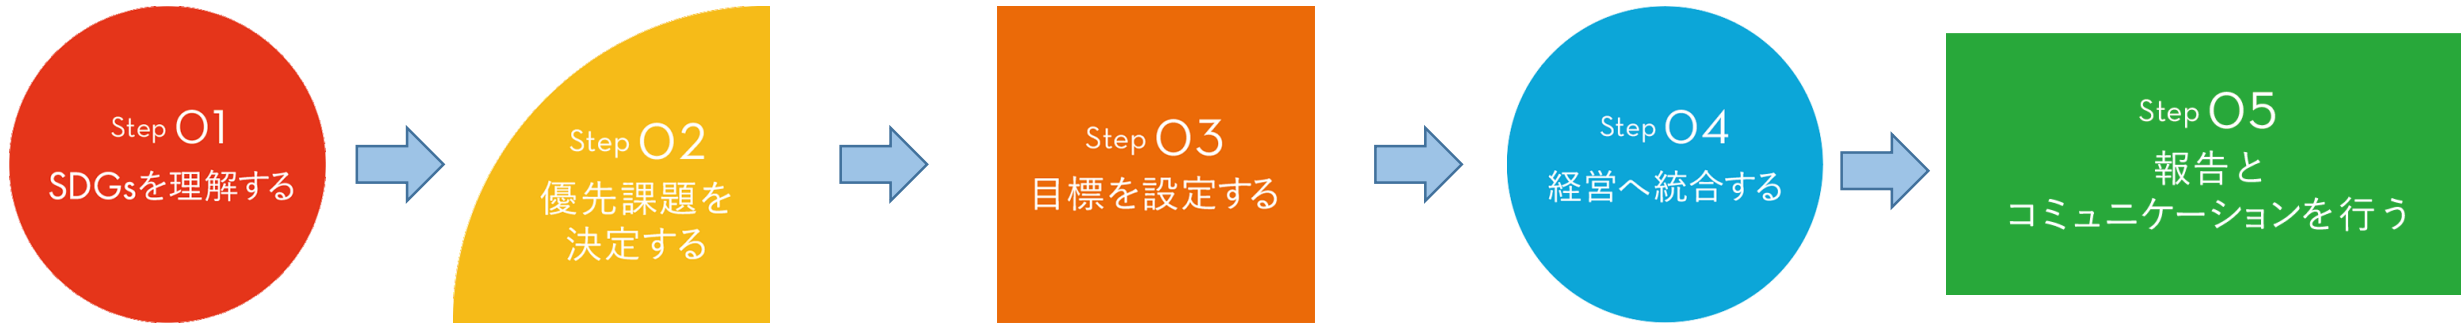 Step 01
SDGsを理解する
Step 02
優先課題を
決定する
Step 03
目標を設定する
Step 04
経営へ統合する
Step 05
報告と
コミュニケーションを行う